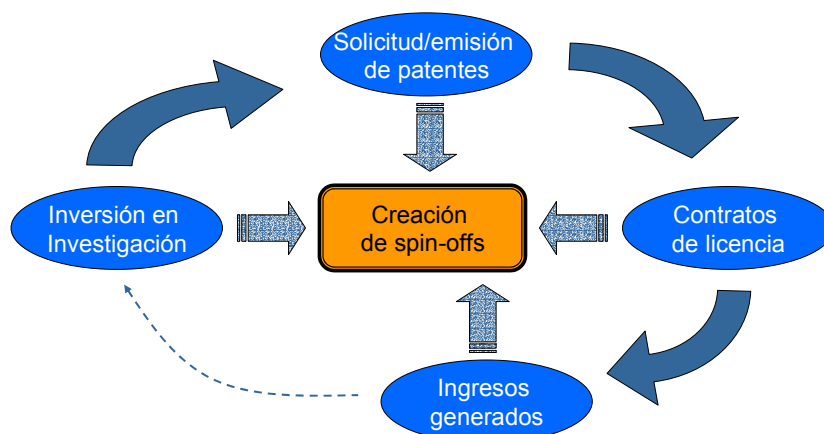 Solicitud/emisión
de patentes
Inversión en
Investigación
Creación
de spin-offs
Contratos
de licencia
Ingresos
generados